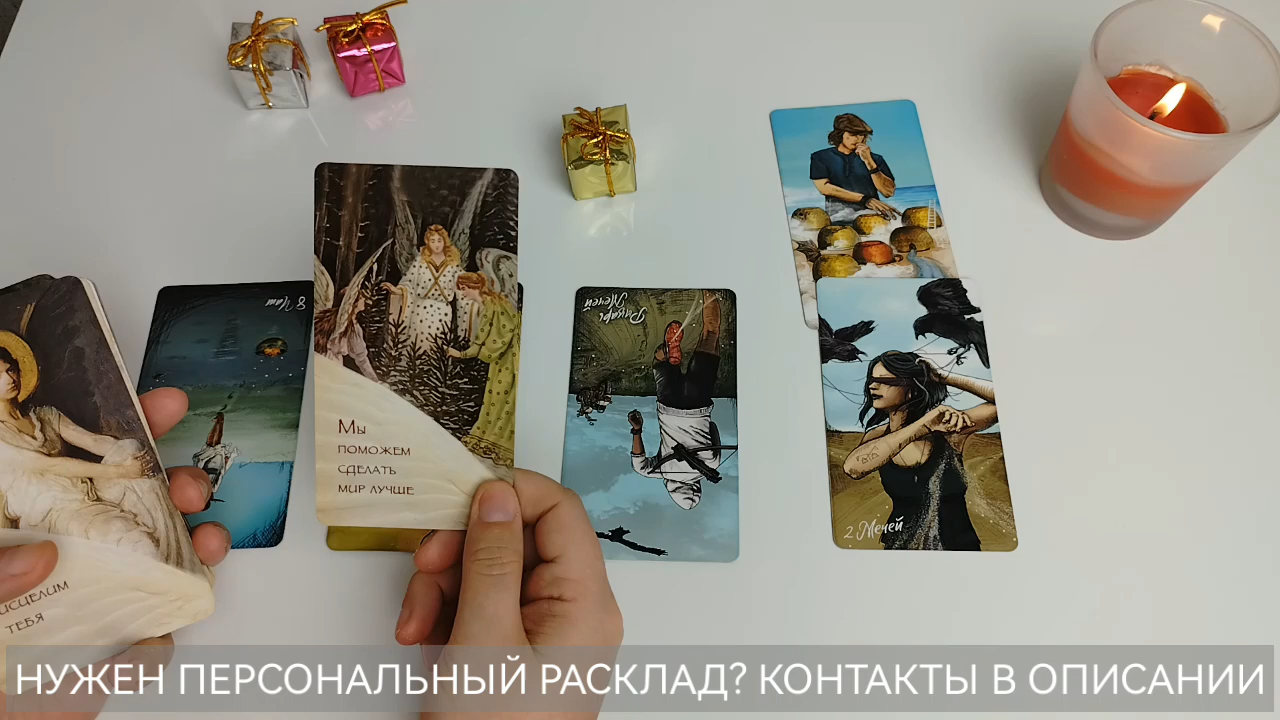 8 Чаш
Мы
поможем
сделать
мир лучше
Рыцарь
Мечей
2 Мечей
исцелим
тебя
НУЖЕН ПЕРСОНАЛЬНЫЙ РАСКЛАД? КОНТАКТЫ В ОПИСАНИИ